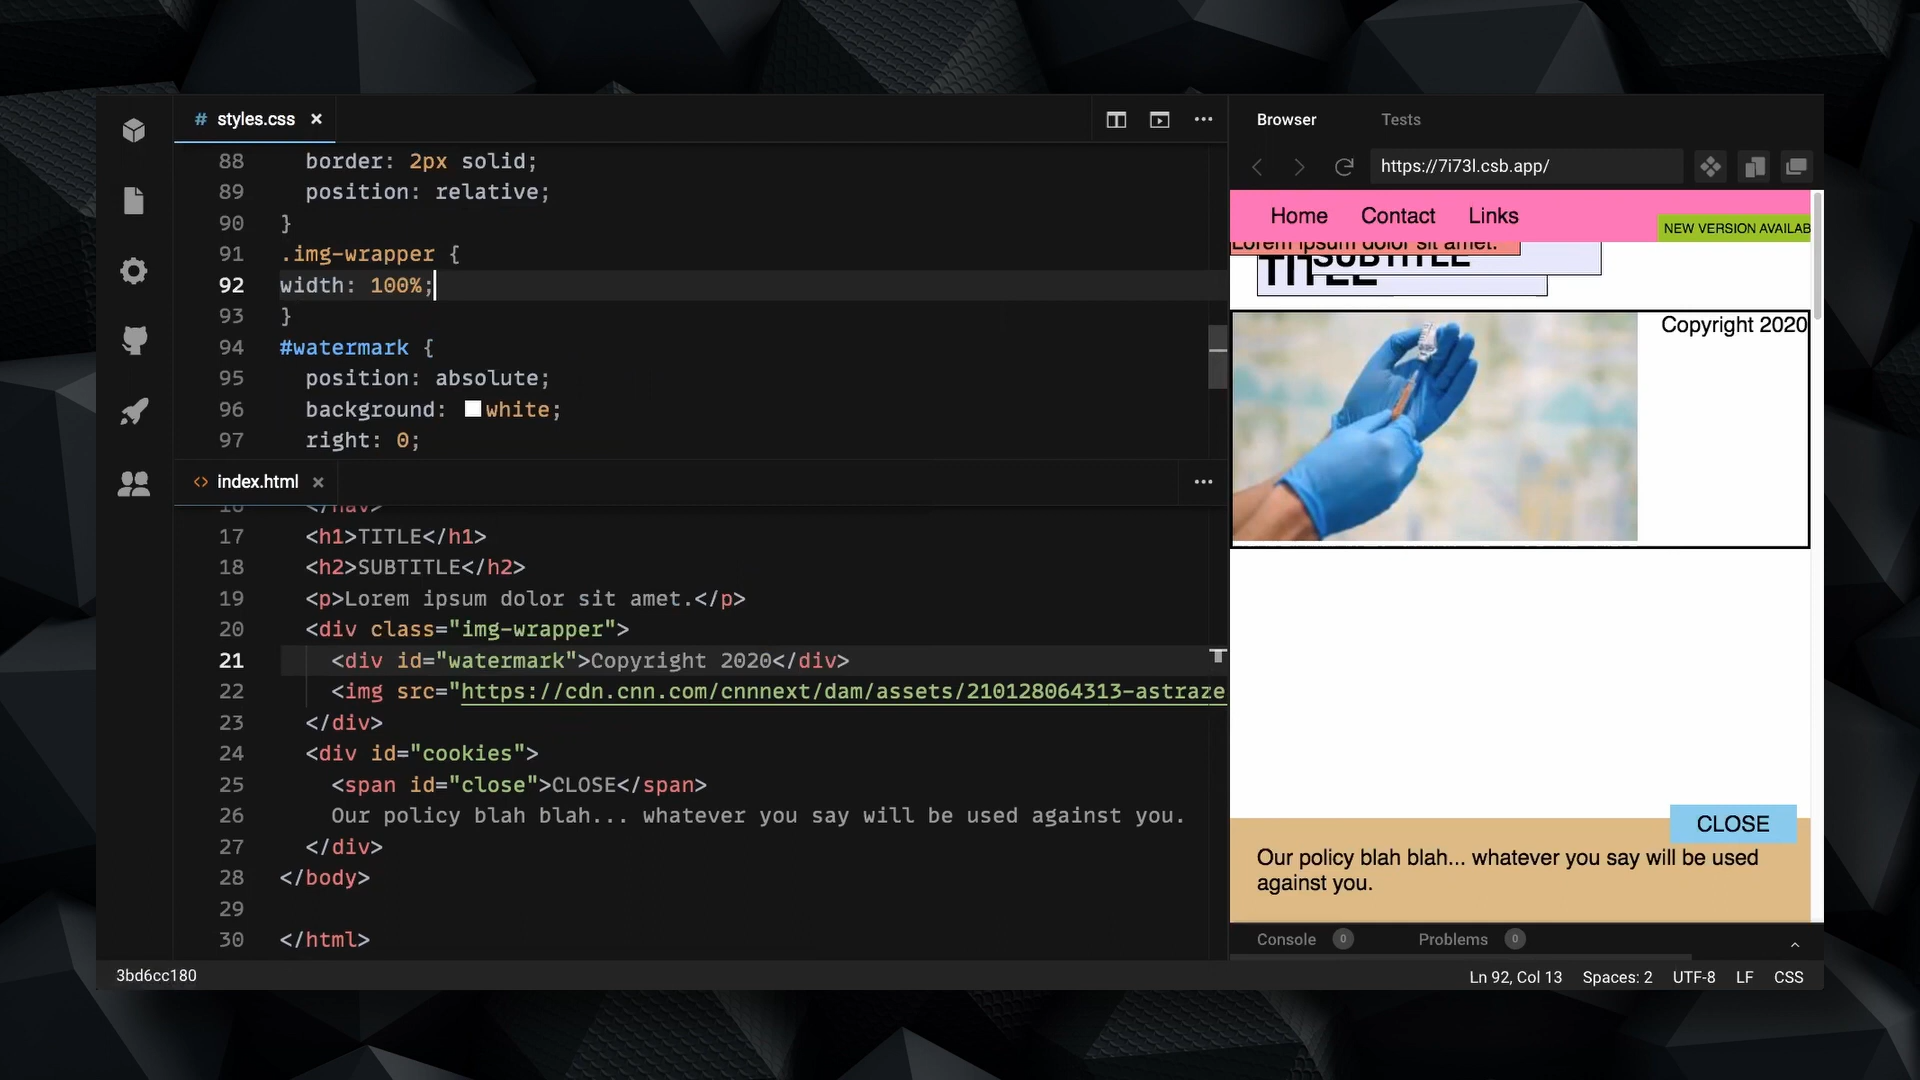 # styles.css ×
88 border: 2px solid;
89 position: relative;
90 }
91 .img-wrapper {
92 width: 100%;
93 }
94 #watermark {
95 position: absolute;
96 background: white;
97 right: 0;
<> index.html ×
16 </nav>
17 <h1>TITLE</h1>
18 <h2>SUBTITLE</h2>
19 <p>Lorem ipsum dolor sit amet.</p>
20 <div class="img-wrapper">
21 <div id="watermark">Copyright 2020</div>
22 <img src="https://cdn.cnn.com/cnnnext/dam/assets/210128064313-astraze
23 </div>
24 <div id="cookies">
25 <span id="close">CLOSE</span>
26 Our policy blah blah... whatever you say will be used against you.
27 </div>
28 </body>
29
30 </html>
Browser Tests
https://7i73l.csb.app/
Home Contact Links
NEW VERSION AVAILAB
Lorem ipsum dolor sit amet.
SUBTITLE
TITLE
Copyright 2020
CLOSE
Our policy blah blah... whatever you say will be used
against you.
Console 0 Problems 0
3bd6cc180
Ln 92, Col 13 Spaces: 2 UTF-8 LF CSS